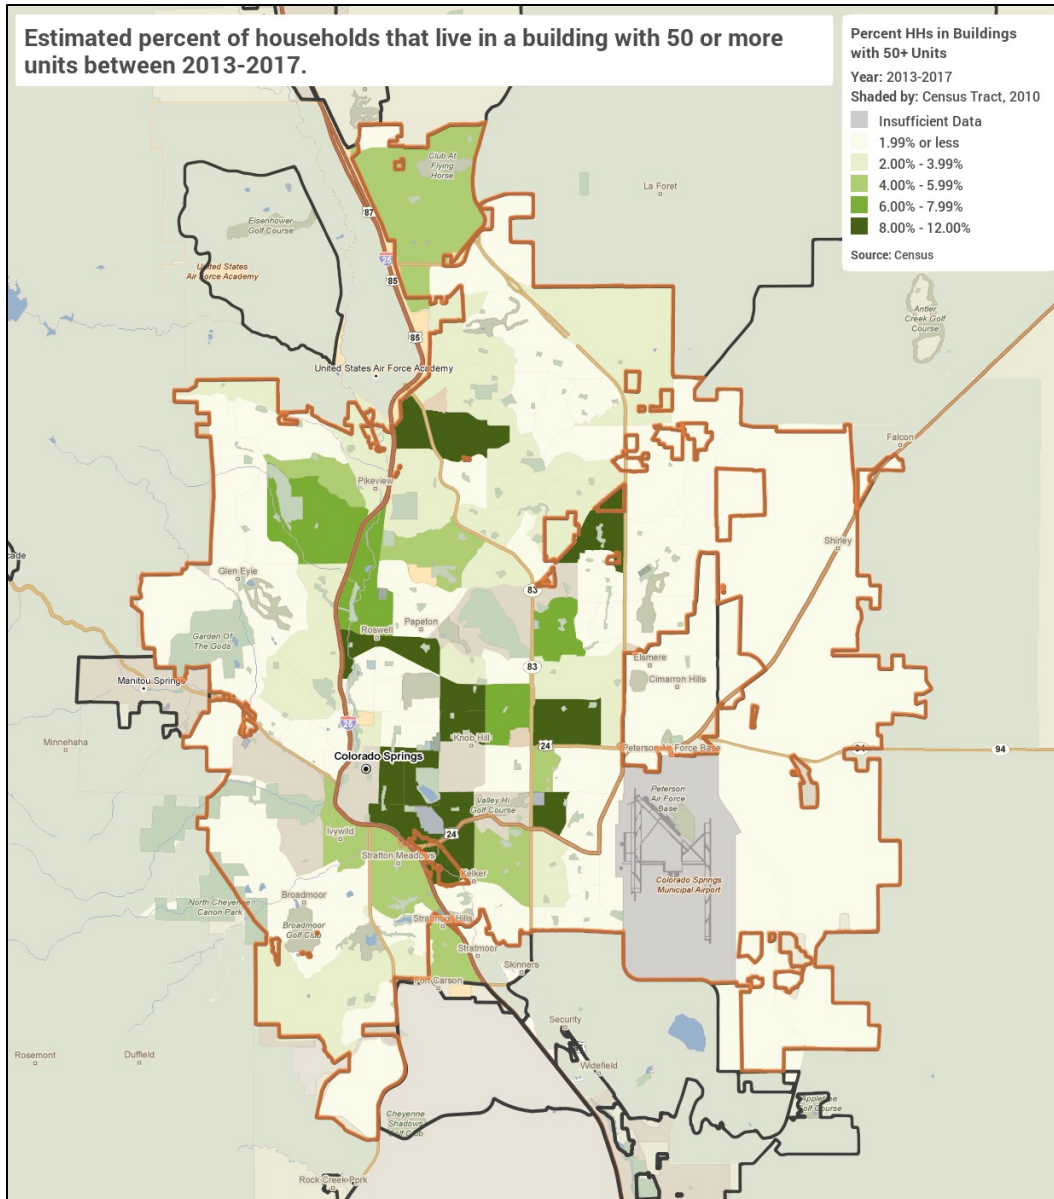 Estimated percent of households that live in a building with 50 or more
units between 2013-2017.
Percent HHs in Buildings
with 50+ Units
Year: 2013-2017
Shaded by: Census Tract, 2010
Insufficient Data
1.99% or less
2.00% - 3.99%
4.00% - 5.99%
6.00% - 7.99%
8.00% - 12.00%
Source: Census
Club At
Flying
Horse
La Foret
87
Eisenhower
Golf Course
United States
Air Force Academy
25
85
Antler
Creek Golf
Course
85
United States Air Force Academy
Falcon
Pikeview
Shirley
cade
Glen Eyie
83
Roswell
Papeton
Garden Of
The Gods
Elsmere
83
Manitou Springs
Cimarron Hills
25
Minnehaha
Knob Hill
24
Peterson Air Force Base
94
Colorado Springs
Valley Hi
Golf Course
Peterson
Air Force
Base
Ivywild
24
Stratton Meadows
Kelker
Colorado Springs
Municipal Airport
Broadmoor
North Cheyenne
Canon Park
Broadmoor
Golf Club
Stratmoor Hills
Stratmoor
Skinners
Fort Carson
Security
Rosemont
Duffield
Widefield
Appletree
Golf Course
Cheyenne
Shadows
Golf Club
Rock Creek Park